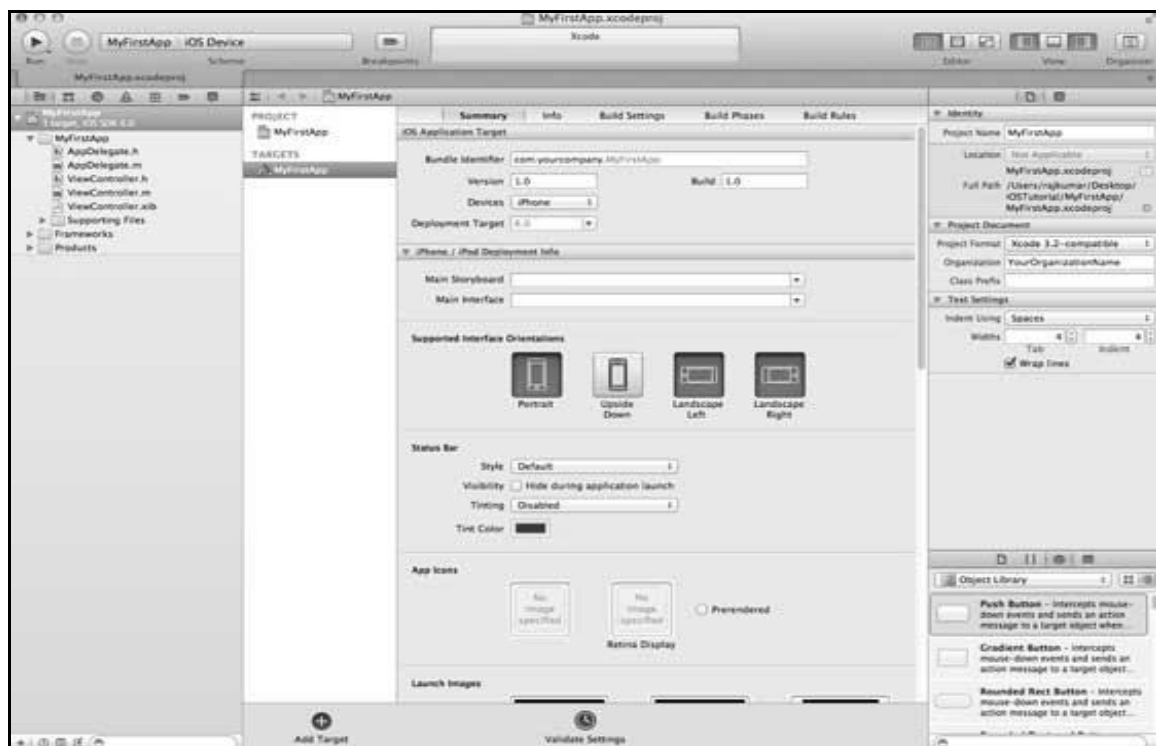 MyFirstApp.xcodeproj
MyFirstApp iOS Device
Xcode
Run
Scheme
Breakpoints
Editor
View
Organizer
MyFirstApp.xcodeproj
MyFirstApp
MyFirstApp
1 target, iOS SDK 6.0
MyFirstApp
AppDelegate.h
AppDelegate.m
ViewController.h
ViewController.m
ViewController.xib
Supporting Files
Frameworks
Products
PROJECT
MyFirstApp
TARGETS
MyFirstApp
Summary Info Build Settings Build Phases Build Rules
iOS Application Target
Bundle Identifier com.yourcompany.MyFirstApp
Version 1.0 Build 1.0
Devices iPhone
Deployment Target 6.0
iPhone / iPod Deployment Info
Main Storyboard
Main Interface
Supported Interface Orientations
Portrait
Upside Down
Landscape Left
Landscape Right
Status Bar
Style Default
Visibility Hide during application launch
Tinting Disabled
Tint Color
App Icons
No image specified
No image specified
Prerendered
Retina Display
Launch Images
Add Target
Validate Settings
Identity
Project Name MyFirstApp
Location Not Applicable
MyFirstApp.xcodeproj
Full Path /Users/rajkumar/Desktop/
iOSTutorial/MyFirstApp/
MyFirstApp.xcodeproj
Project Document
Project Format Xcode 3.2-compatible
Organization YourOrganizationName
Class Prefix
Text Settings
Indent Using Spaces
Widths 4 4
Tab Indent
Wrap lines
Object Library
Push Button - Intercepts mouse-
down events and sends an action
message to a target object when...
Gradient Button - Intercepts
mouse-down events and sends an
action message to a target object...
Rounded Rect Button - Intercepts
mouse-down events and sends an
action message to a target object...